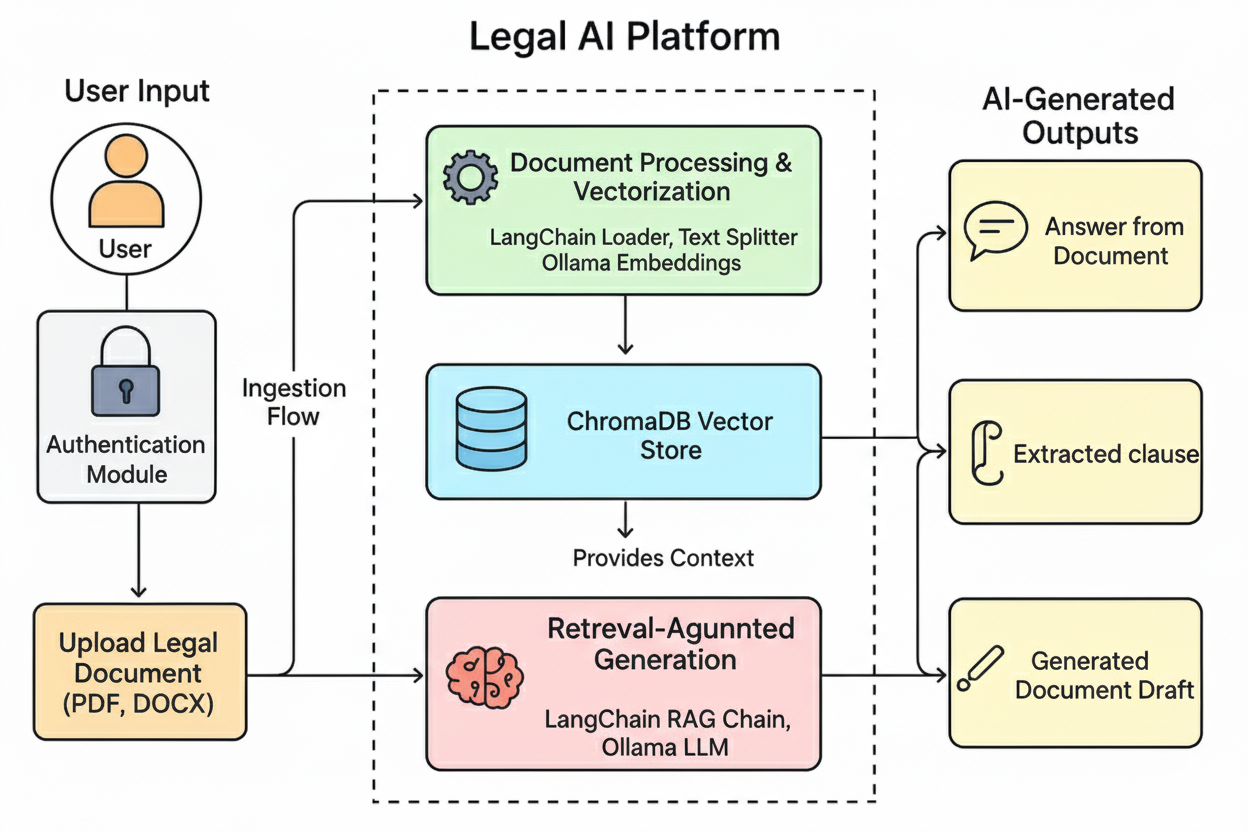 Legal AI Platform
User Input
User
Authentication
Module
Upload Legal
Document
(PDF, DOCX)
Ingestion
Flow
Document Processing &
Vectorization
LangChain Loader, Text Splitter
Ollama Embeddings
ChromaDB Vector
Store
Provides Context
Retreval-Agunnted
Generation
LangChain RAG Chain,
Ollama LLM
AI-Generated
Outputs
Answer from
Document
Extracted clause
Generated
Document Draft